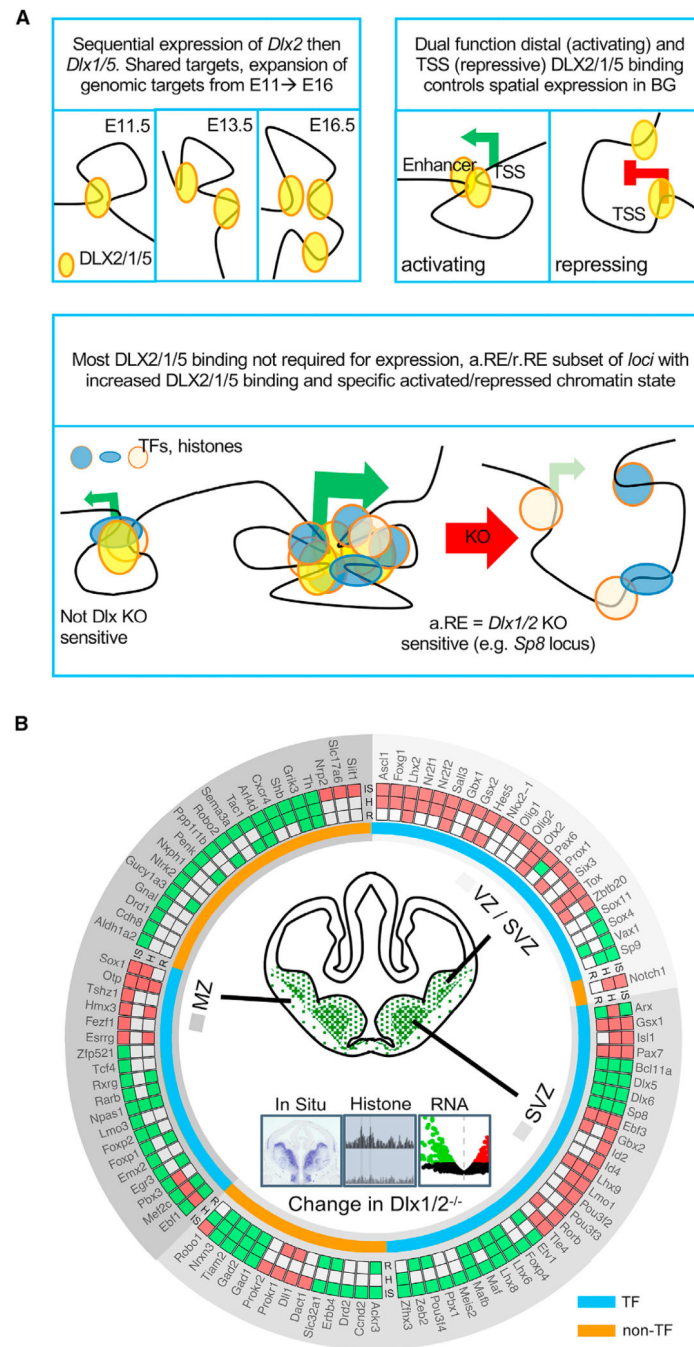 A
Sequential expression of Dlx2 then
Dlx1/5. Shared targets, expansion of
genomic targets from E11→ E16
E11.5
E13.5
E16.5
DLX2/1/5
Dual function distal (activating) and
TSS (repressive) DLX2/1/5 binding
controls spatial expression in BG
Enhancer
TSS
activating
TSS
repressing
Most DLX2/1/5 binding not required for expression, a.RE/r.RE subset of loci with
increased DLX2/1/5 binding and specific activated/repressed chromatin state
TFs, histones
Not Dlx KO
sensitive
KO
a.RE = Dlx1/2 KO
sensitive (e.g. Sp8 locus)
B
Ascl1
Foxg1
Lhx2
Nr2f1
Nr2f2
Sall3
Gbx1
Gsx2
Hes5
Nkx2-1
Olig1
Olig2
Otx2
Pax6
Prox1
Six3
Tox
Zbtb20
Sox11
Sox4
Vax1
Sp9
R
H
IS
Notch1
R
H
IS
Arx
Gsx1
Isl1
Pax7
Bcl11a
Dlx5
Dlx6
Sp8
Ebf3
Gbx2
Id2
Id4
Lhx9
Lmo1
Pou3f2
Pou3f3
Rorb
Tle4
Etv1
Foxp4
Lhx6
Lhx8
Maf
Mafb
Meis2
Pbx1
Pou3f4
Zeb2
Zfhx3
R
H
IS
Ackr3
Ccnd2
Drd2
Erbb4
Slc32a1
Dact1
Dll1
Prokr1
Prokr2
Gad1
Gad2
Tiam2
Nrxn3
Robo1
IS
H
R
Ebf1
Mef2c
Pbx3
Egr3
Emx2
Foxp1
Foxp2
Lmo3
Npas1
Rarb
Rxrg
Tcf4
Zfp521
Esrrg
Fezf1
Hmx3
Tshz1
Otp
Sox1
IS
H
R
Aldh1a2
Cdh8
Drd1
Gnal
Gucy1a3
Ntrk2
Nxph1
Penk
Ppp1r1b
Robo2
Sema3a
Tac1
Arl4d
Cxcr4
Shb
Grik3
Th
Nrp2
Slc17a6
Slit1
IS
H
R
MZ
VZ / SVZ
SVZ
In Situ
Histone
RNA
Change in Dlx1/2-/-
TF
non-TF